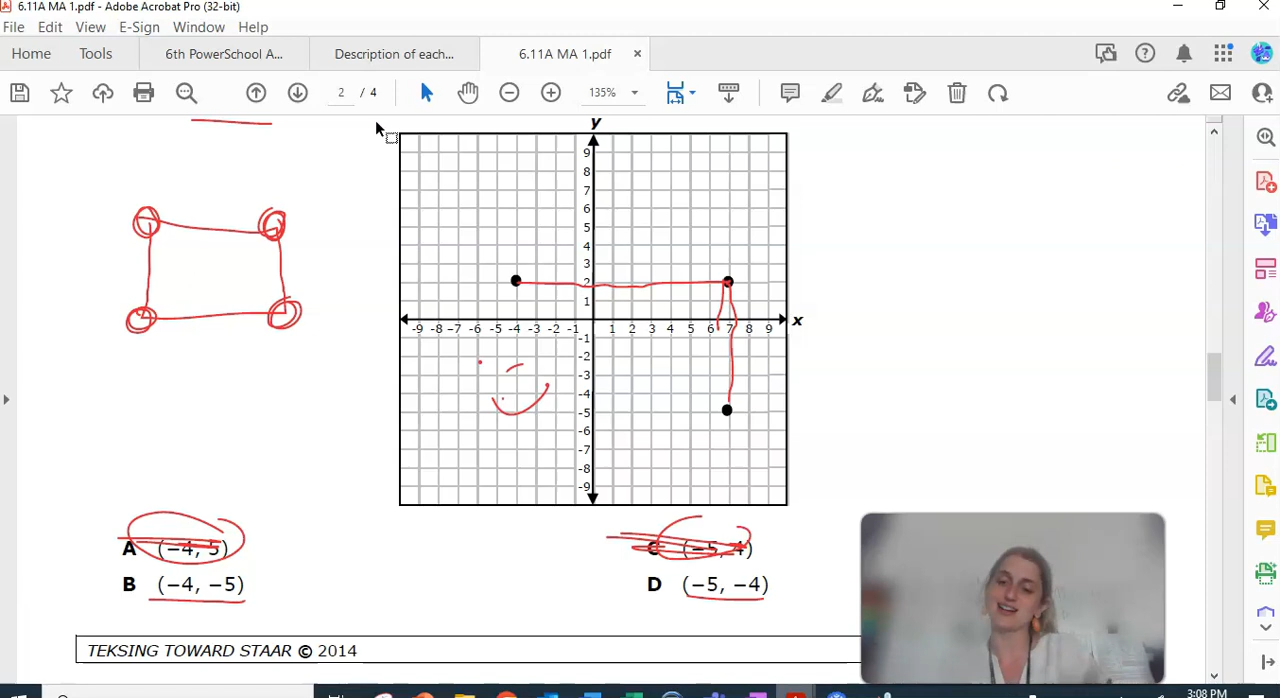 6.11A MA 1.pdf - Adobe Acrobat Pro (32-bit)
File Edit View E-Sign Window Help
Home Tools 6th PowerSchool A... Description of each... 6.11A MA 1.pdf ×
2 / 4 135%
y
9
8
7
6
5
4
3
2
1
-9 -8 -7 -6 -5 -4 -3 -2 -1 1 2 3 4 5 6 7 8 9 x
-1
-2
-3
-4
-5
-6
-7
-8
-9
A (−4, 5) C (−5, 4)
B (−4, −5) D (−5, −4)
TEKSING TOWARD STAAR © 2014
3:08 PM